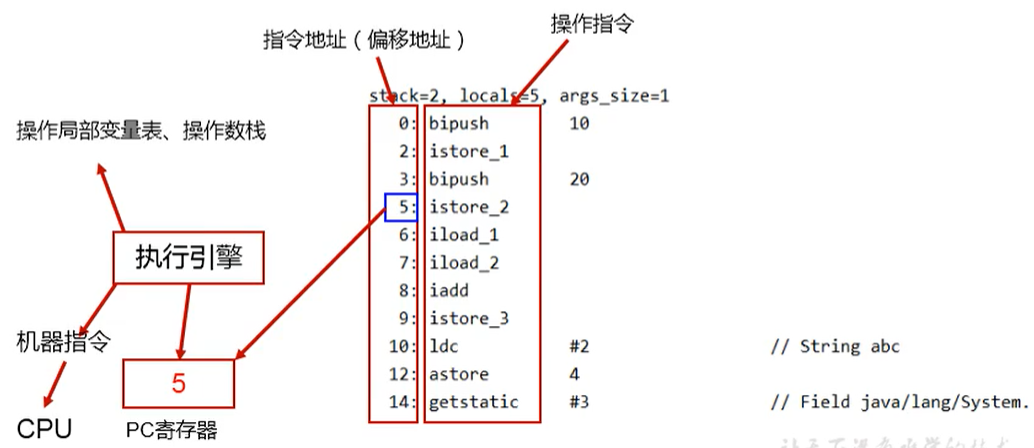 指令地址（偏移地址）
操作指令
stack=2, locals=5, args_size=1
0: bipush 10
2: istore_1
3: bipush 20
5: istore_2
6: iload_1
7: iload_2
8: iadd
9: istore_3
10: ldc #2 // String abc
12: astore 4
14: getstatic #3 // Field java/lang/System.
操作局部变量表、操作数栈
执行引擎
机器指令
5
CPU
PC寄存器